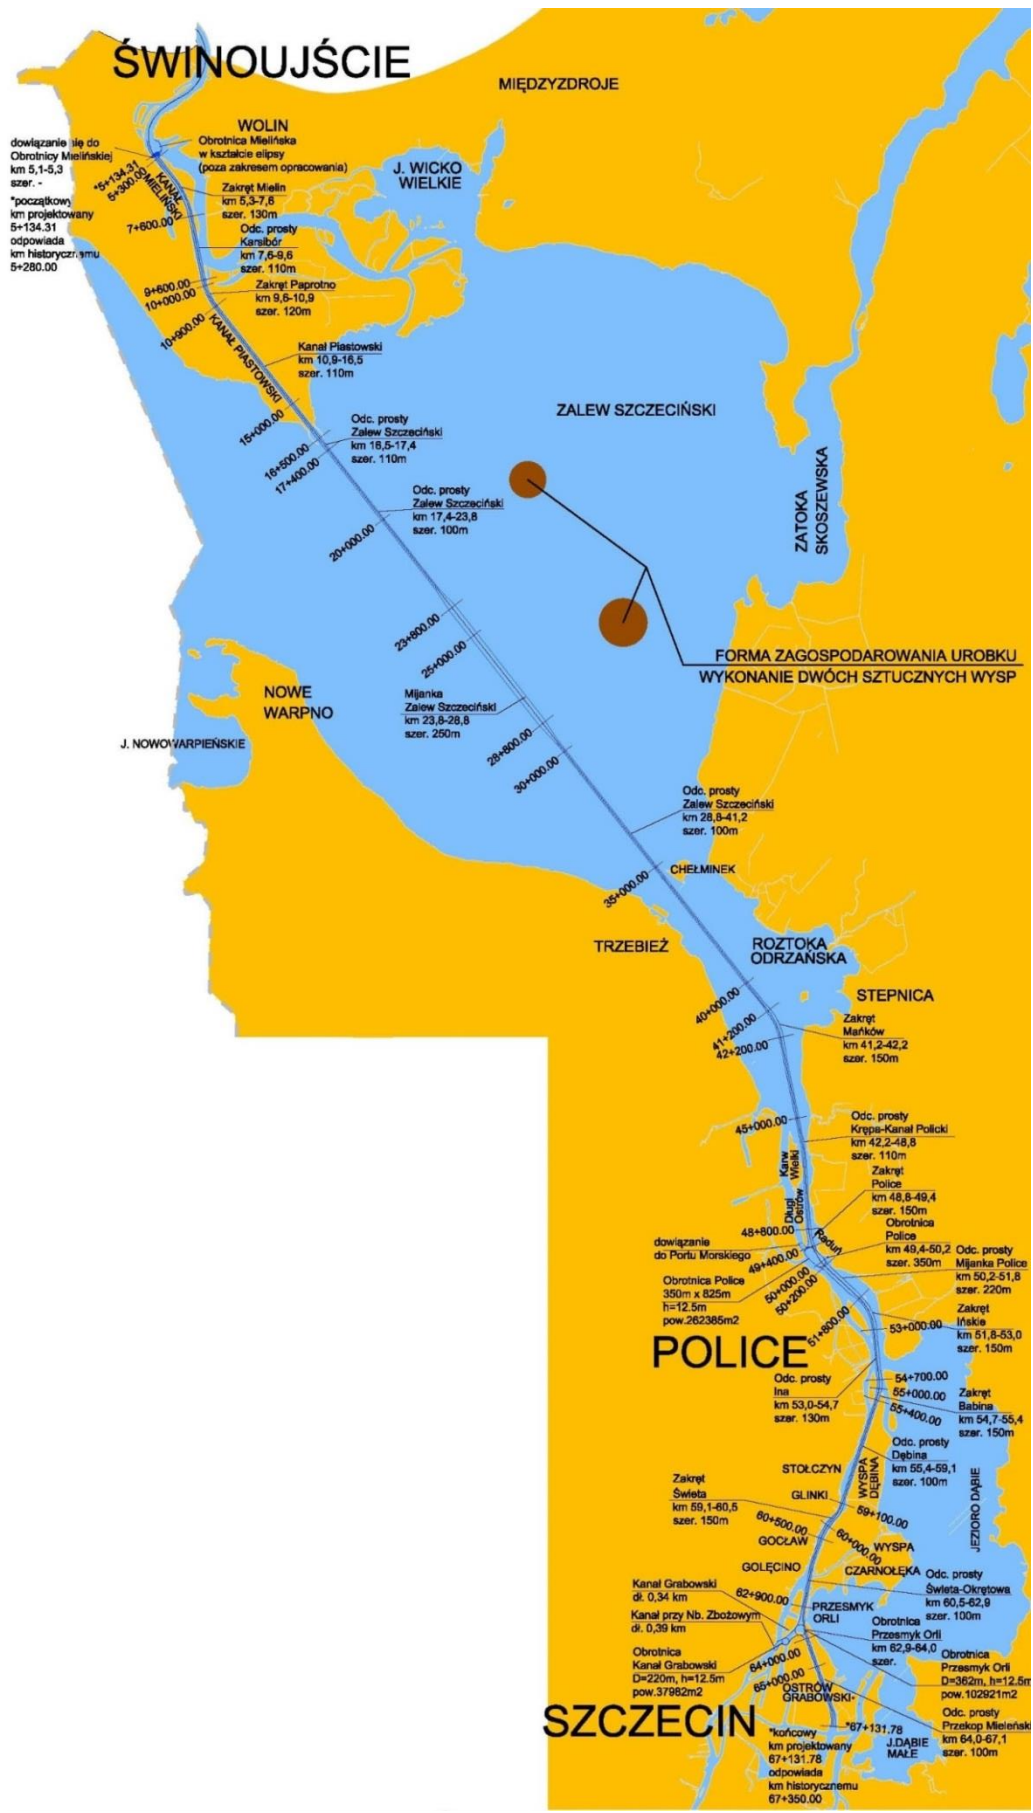 ŚWINOUJŚCIE
MIĘDZYZDROJE
WOLIN
Obrotnica Mielińska
w kształcie elipsy
(poza zakresem opracowania)
dowiązanie się do
Obrotnicy Mielińskiej
km 5,1-5,3
szer. -
*początkowy
km projektowany
5+134.31
odpowiada
km historycznemu
5+280.00
*5+134.31
5+300.00
KANAŁ
MIELIŃSKI
7+600.00
J. WICKO
WIELKIE
Zakręt Mielin
km 5,3-7,6
szer. 130m
Odc. prosty
Karsibór
km 7,6-9,6
szer. 110m
9+600.00
10+000.00
Zakręt Paprotno
km 9,6-10,9
szer. 120m
10+900.00
KANAŁ PIASTOWSKI
Kanał Piastowski
km 10,9-16,5
szer. 110m
15+000.00
ZALEW SZCZECIŃSKI
Odc. prosty
Zalew Szczeciński
km 16,5-17,4
szer. 110m
16+500.00
17+400.00
Odc. prosty
Zalew Szczeciński
km 17,4-23,8
szer. 100m
20+000.00
ZATOKA
SKOSZEWSKA
23+800.00
25+000.00
FORMA ZAGOSPODAROWANIA UROBKU
WYKONANIE DWÓCH SZTUCZNYCH WYSP
NOWE
WARPNO
J. NOWOWARPIEŃSKIE
Mijanka
Zalew Szczeciński
km 23,8-28,8
szer. 250m
28+800.00
30+000.00
Odc. prosty
Zalew Szczeciński
km 28,8-41,2
szer. 100m
CHEŁMINEK
35+000.00
TRZEBIEŻ
ROZTOKA
ODRZAŃSKA
STEPNICA
40+000.00
41+200.00
42+200.00
Zakręt
Mańków
km 41,2-42,2
szer. 150m
45+000.00
Odc. prosty
Krępa-Kanał Policki
km 42,2-48,8
szer. 110m
Karw
Wielki
Długi
Ostrów
Zakręt
Police
km 48,8-49,4
szer. 150m
48+800.00
Raduń
dowiązanie
do Portu Morskiego
49+400.00
Obrotnica
Police
km 49,4-50,2
szer. 350m
Obrotnica Police
350m x 825m
h=12.5m
pow.262385m2
50+000.00
50+200.00
Odc. prosty
Mijanka Police
km 50,2-51,8
szer. 220m
51+800.00
Zakręt
Ińskie
km 51,8-53,0
szer. 150m
53+000.00
POLICE
Odc. prosty
Ina
km 53,0-54,7
szer. 130m
54+700.00
55+000.00
55+400.00
Zakręt
Babina
km 54,7-55,4
szer. 150m
Odc. prosty
Dębina
km 55,4-59,1
szer. 100m
STOŁCZYN
WYSPA
DĘBINA
JEZIORO DĄBIE
Zakręt
Święta
km 59,1-60,5
szer. 150m
GLINKI
59+100.00
60+500.00
60+000.00
GOCŁAW
WYSPA
CZARNOŁĘKA
GOLĘCINO
Odc. prosty
Święta-Okrętowa
km 60,5-62,9
szer. 100m
Kanał Grabowski
dł. 0,34 km
62+900.00
PRZESMYK
ORLI
Kanał przy Nb. Zbożowym
dł. 0,39 km
Obrotnica
Przesmyk Orli
km 62,9-64,0
szer.
Obrotnica
Kanał Grabowski
D=220m, h=12.5m
pow.37982m2
64+000.00
65+000.00
Obrotnica
Przesmyk Orli
D=362m, h=12.5m
pow.102921m2
OSTRÓW
GRABOWSKI
SZCZECIN
Odc. prosty
Przekop Mieleński
km 64,0-67,1
szer. 100m
*67+131.78
J.DĄBIE
MAŁE
*końcowy
km projektowany
67+131.78
odpowiada
km historycznemu
67+350.00